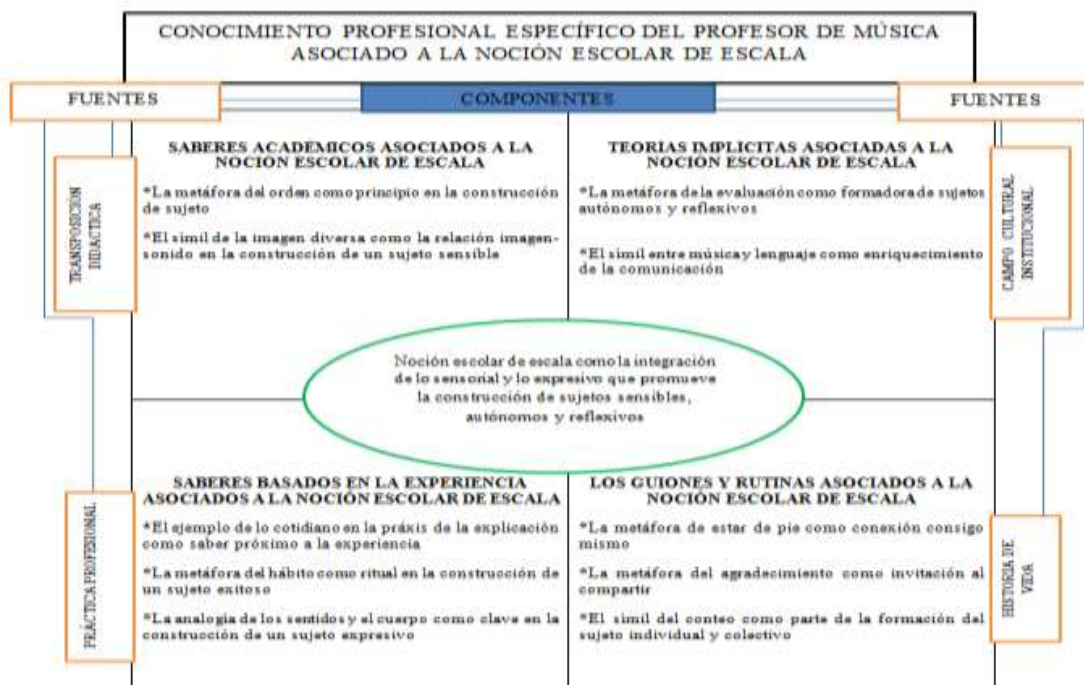 CONOCIMIENTO PROFESIONAL ESPECÍFICO DEL PROFESOR DE MÚSICA
ASOCIADO A LA NOCIÓN ESCOLAR DE ESCALA
FUENTES
COMPONENTES
FUENTES
TRANSPOSICIÓN
DIDACTICA
SABERES ACADÉMICOS ASOCIADOS A LA
NOCIÓN ESCOLAR DE ESCALA
*La metáfora del orden como principio en la construcción
de sujeto
*El símil de la imagen diversa como la relación imagen-
sonido en la construcción de un sujeto sensible
TEORÍAS IMPLICITAS ASOCIADAS A LA
NOCIÓN ESCOLAR DE ESCALA
*La metáfora de la evaluación como formadora de sujetos
autónomos y reflexivos
*El símil entre música y lenguaje como enriquecimiento
de la comunicación
CAMPO CULTURAL
INSTITUCIONAL
Noción escolar de escala como la integración
de lo sensorial y lo expresivo que promueve
la construcción de sujetos sensibles,
autónomos y reflexivos
PRÁCTICA PROFESIONAL
SABERES BASADOS EN LA EXPERIENCIA
ASOCIADOS A LA NOCIÓN ESCOLAR DE ESCALA
*El ejemplo de lo cotidiano en la práxis de la explicación
como saber próximo a la experiencia
*La metáfora del hábito como ritual en la construcción de
un sujeto exitoso
*La analogía de los sentidos y el cuerpo como clave en la
construcción de un sujeto expresivo
LOS GUIONES Y RUTINAS ASOCIADOS A LA
NOCIÓN ESCOLAR DE ESCALA
*La metáfora de estar de pie como conexión consigo
mismo
*La metáfora del agradecimiento como invitación al
compartir
*El símil del conteo como parte de la formación del
sujeto individual y colectivo
HISTORIA DE
VIDA